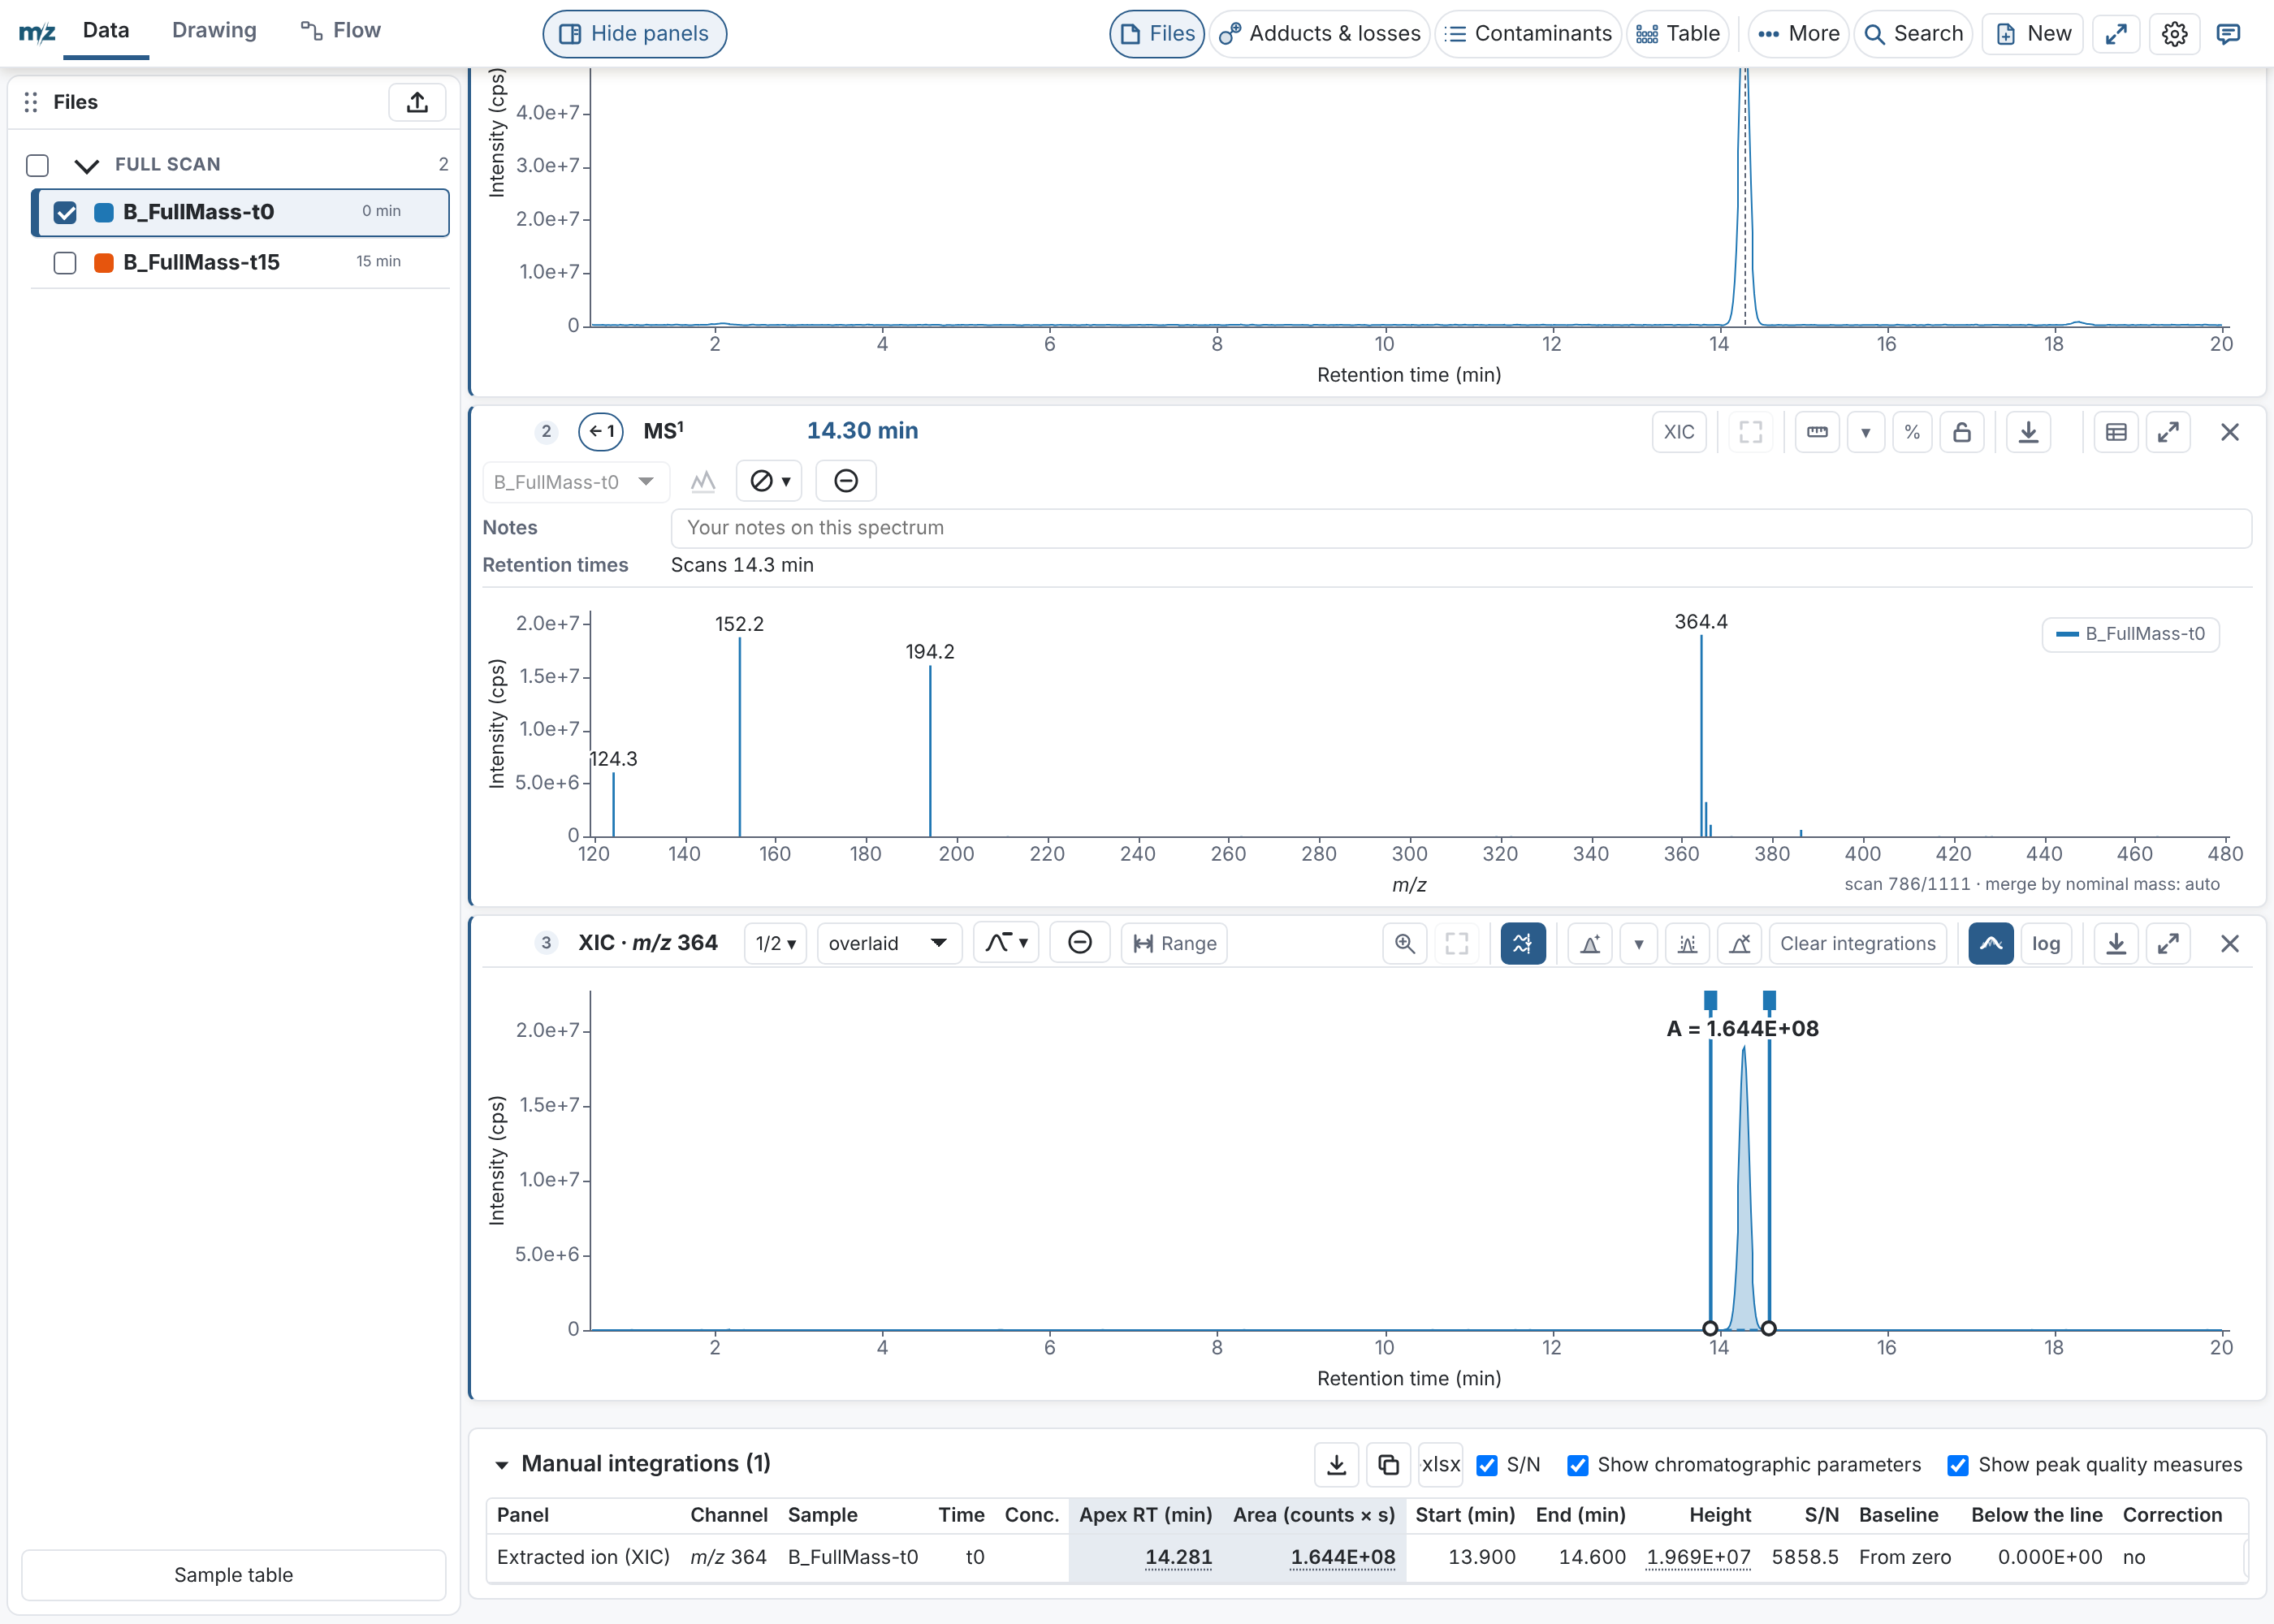 m/z Data Drawing Flow Hide panels Files Adducts & losses Contaminants Table More Search New
Files
FULL SCAN 2
B_FullMass-t0 0 min
B_FullMass-t15 15 min
Sample table
Intensity (cps)
4.0e+7
3.0e+7
2.0e+7
1.0e+7
0
2 4 6 8 10 12 14 16 18 20
Retention time (min)
2 ← 1 MS¹ 14.30 min XIC %
B_FullMass-t0
Notes Your notes on this spectrum
Retention times Scans 14.3 min
Intensity (cps)
2.0e+7
1.5e+7
1.0e+7
5.0e+6
0
124.3
152.2
194.2
364.4
B_FullMass-t0
120 140 160 180 200 220 240 260 280 300 320 340 360 380 400 420 440 460 480
m/z
scan 786/1111 · merge by nominal mass: auto
3 XIC · m/z 364 1/2 overlaid Range Clear integrations log
Intensity (cps)
2.0e+7
1.5e+7
1.0e+7
5.0e+6
0
A = 1.644E+08
2 4 6 8 10 12 14 16 18 20
Retention time (min)
Manual integrations (1) xlsx S/N Show chromatographic parameters Show peak quality measures
Panel Channel Sample Time Conc. Apex RT (min) Area (counts × s) Start (min) End (min) Height S/N Baseline Below the line Correction
Extracted ion (XIC) m/z 364 B_FullMass-t0 t0 14.281 1.644E+08 13.900 14.600 1.969E+07 5858.5 From zero 0.000E+00 no